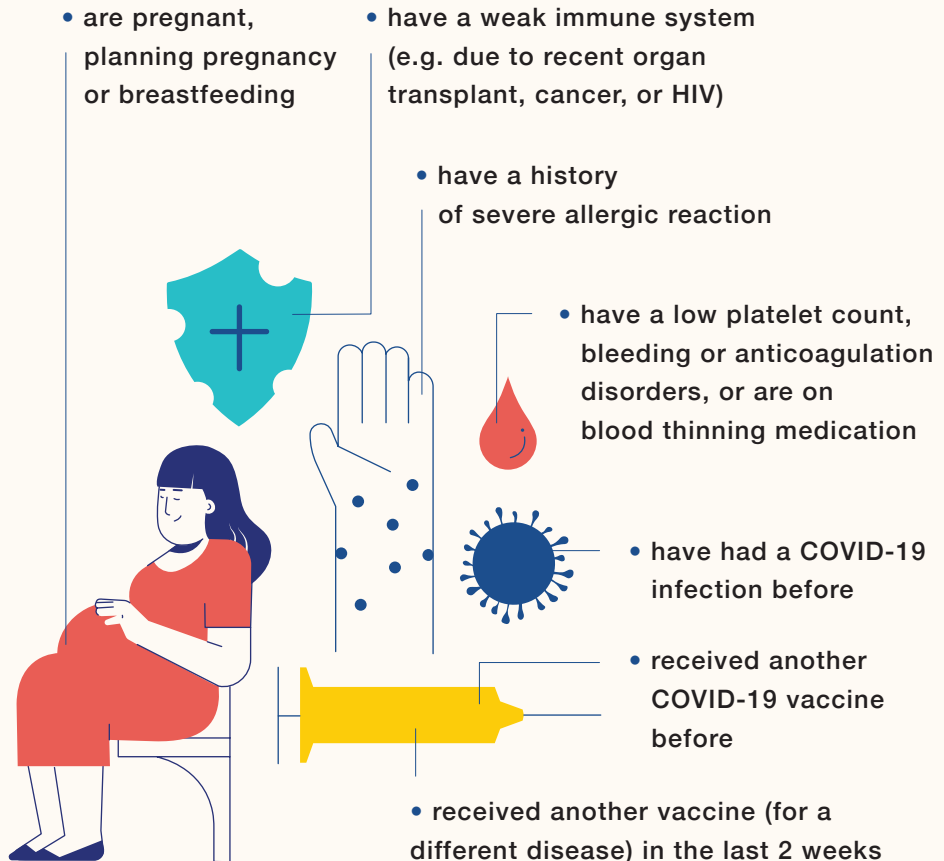 • are pregnant,
planning pregnancy
or breastfeeding
• have a weak immune system
(e.g. due to recent organ
transplant, cancer, or HIV)
• have a history
of severe allergic reaction
• have a low platelet count,
bleeding or anticoagulation
disorders, or are on
blood thinning medication
• have had a COVID-19
infection before
• received another
COVID-19 vaccine
before
• received another vaccine (for a
different disease) in the last 2 weeks